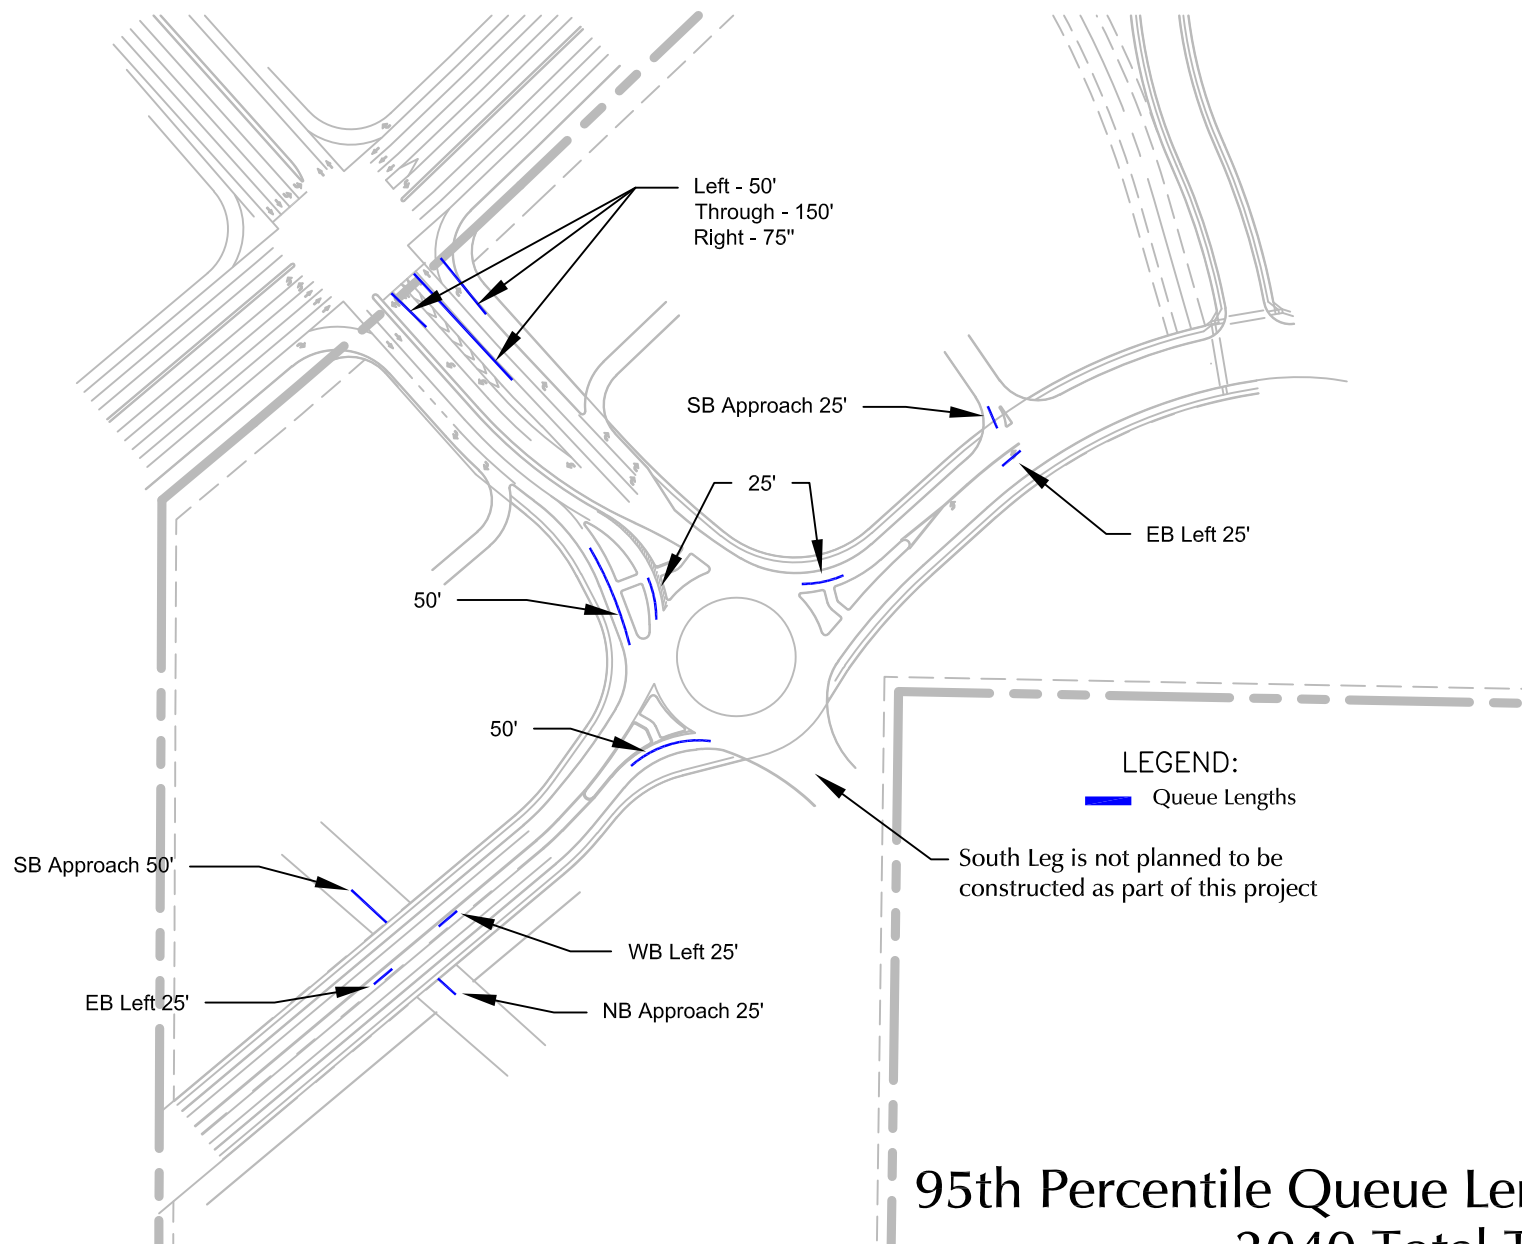 Left - 50'
Through - 150'
Right - 75"
SB Approach 25'
25'
EB Left 25'
50'
50'
LEGEND:
Queue Lengths
South Leg is not planned to be
constructed as part of this project
SB Approach 50'
WB Left 25'
EB Left 25'
NB Approach 25'
95th Percentile Queue
Total